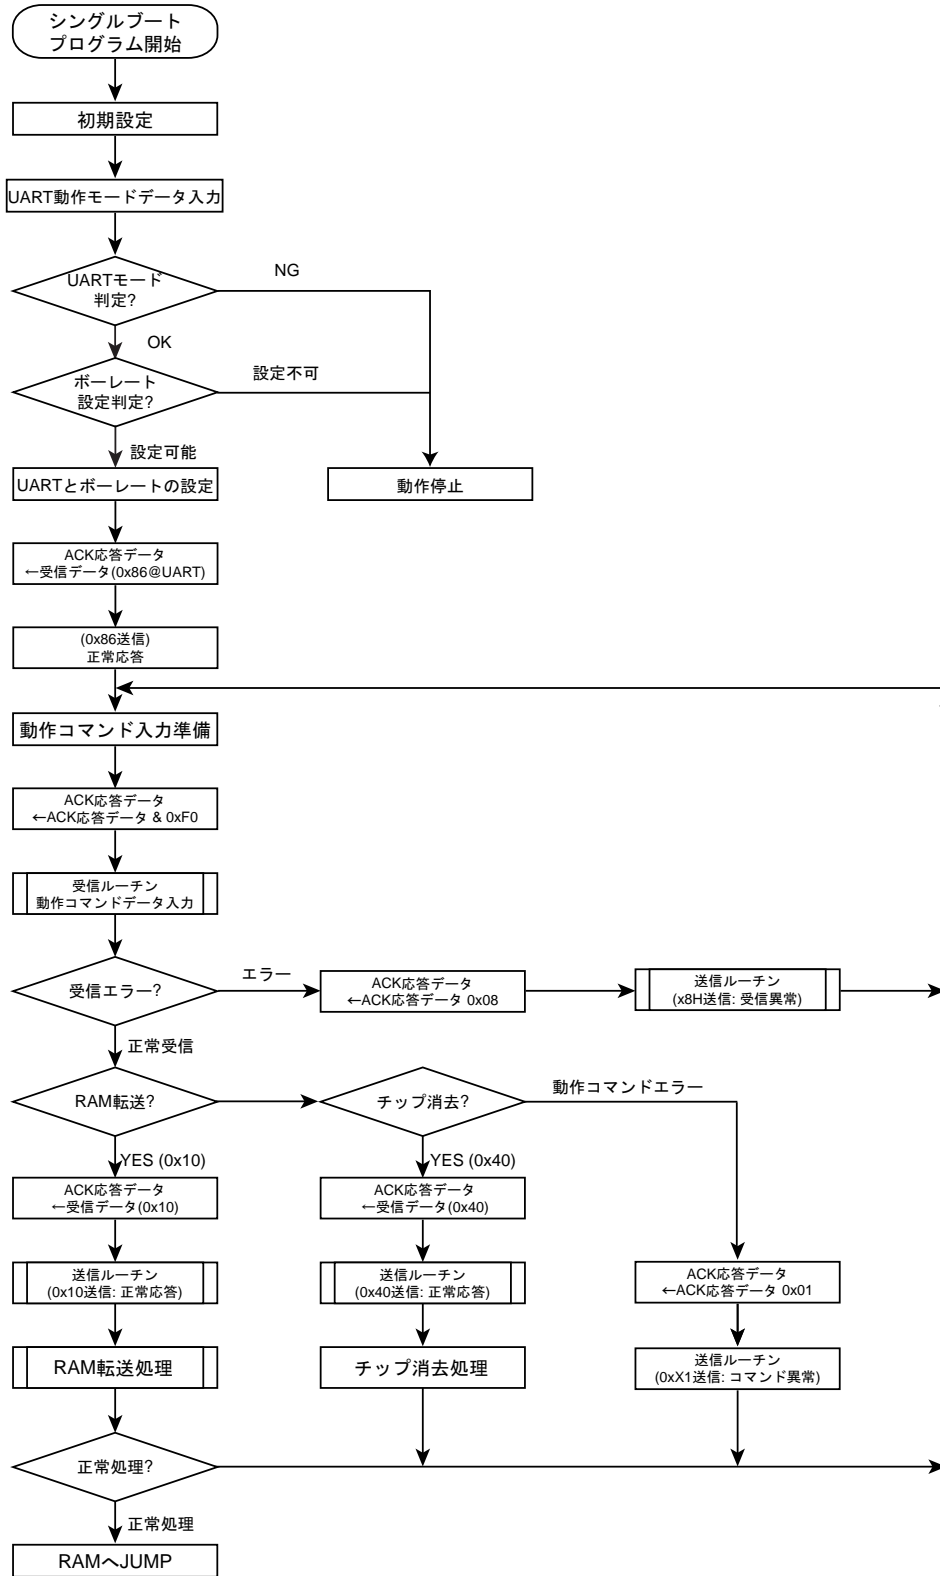 シングルブート
プログラム開始
初期設定
UART動作モードデータ入力
UARTモード
判定?
NG
OK
ボーレート
設定判定?
設定不可
設定可能
UARTとボーレートの設定
動作停止
ACK応答データ
←受信データ(0x86@UART)
(0x86送信)
正常応答
動作コマンド入力準備
ACK応答データ
←ACK応答データ & 0xF0
受信ルーチン
動作コマンドデータ入力
受信エラー?
エラー
ACK応答データ
←ACK応答データ 0x08
送信ルーチン
(x8H送信: 受信異常)
正常受信
RAM転送?
チップ消去?
動作コマンドエラー
YES (0x10)
YES (0x40)
ACK応答データ
←受信データ(0x10)
ACK応答データ
←受信データ(0x40)
送信ルーチン
(0x10送信: 正常応答)
送信ルーチン
(0x40送信: 正常応答)
ACK応答データ
←ACK応答データ 0x01
RAM転送処理
チップ消去処理
送信ルーチン
(0xX1送信: コマンド異常)
正常処理?
正常処理
RAMへJUMP